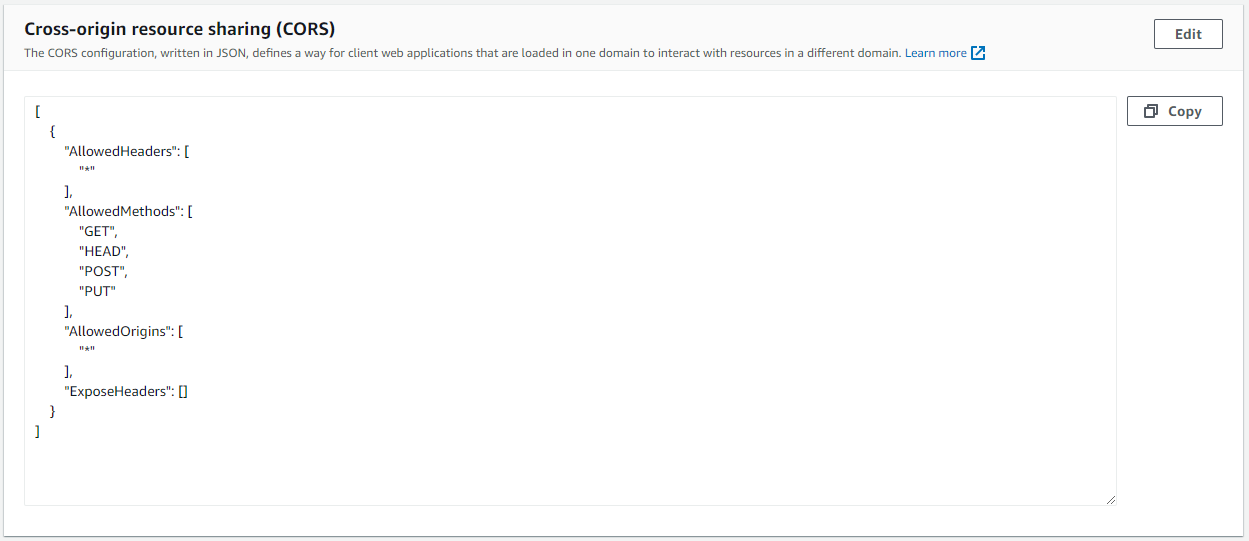 Cross-origin resource sharing (CORS)
Edit
The CORS configuration, written in JSON, defines a way for client web applications that are loaded in one domain to interact with resources in a different domain. Learn more
Copy
[
{
"AllowedHeaders": [
"*"
],
"AllowedMethods": [
"GET",
"HEAD",
"POST",
"PUT"
],
"AllowedOrigins": [
"*"
],
"ExposeHeaders": []
}
]